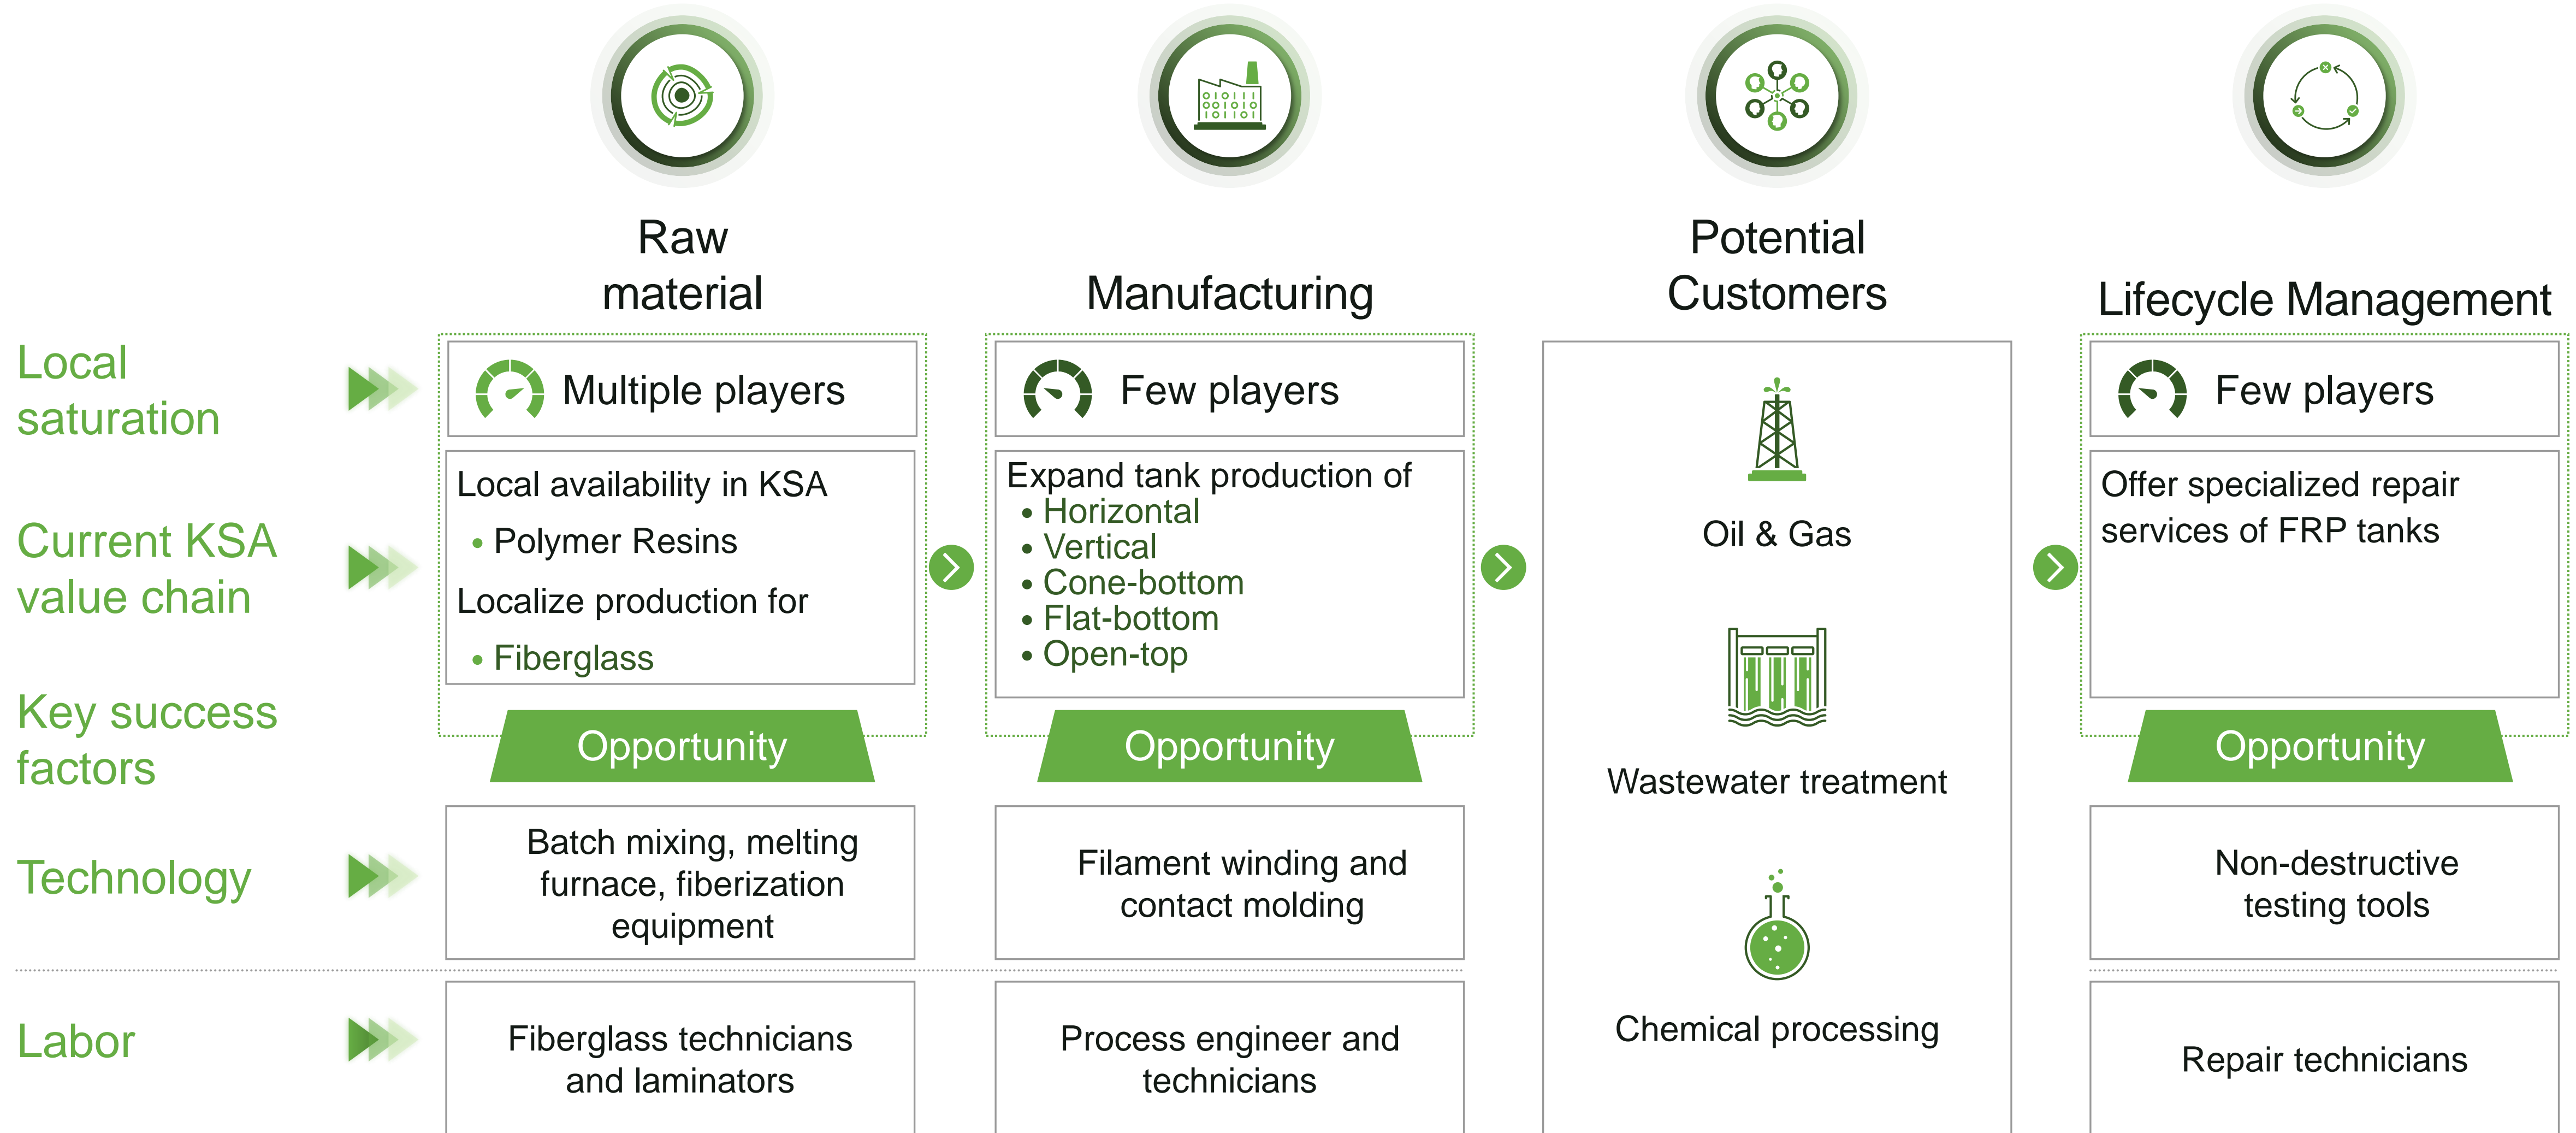 Raw
material
Manufacturing
Potential
Customers
Lifecycle Management
Local
saturation
Multiple players
Few players
Few players
Current KSA
value chain
Local availability in KSA
• Polymer Resins
Localize production for
• Fiberglass
Expand tank production of
• Horizontal
• Vertical
• Cone-bottom
• Flat-bottom
• Open-top
Oil & Gas
Wastewater treatment
Chemical processing
Offer specialized repair
services of FRP tanks
Key success
factors
Opportunity
Opportunity
Opportunity
Technology
Batch mixing, melting
furnace, fiberization
equipment
Filament winding and
contact molding
Non-destructive
testing tools
Labor
Fiberglass technicians
and laminators
Process engineer and
technicians
Repair technicians